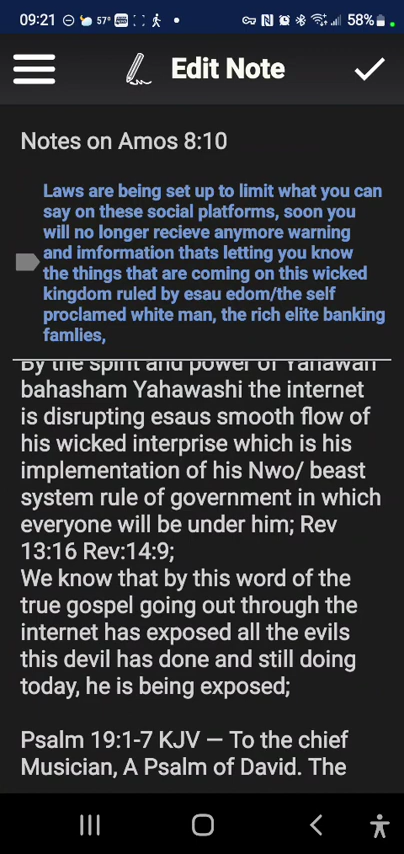 09:21 57° 58%
Edit Note
Notes on Amos 8:10
Laws are being set up to limit what you can
say on these social platforms, soon you
will no longer recieve anymore warning
and imformation thats letting you know
the things that are coming on this wicked
kingdom ruled by esau edom/the self
proclamed white man, the rich elite banking
famlies,
By the spirit and power of Yahawah
bahasham Yahawashi the internet
is disrupting esaus smooth flow of
his wicked interprise which is his
implementation of his Nwo/ beast
system rule of government in which
everyone will be under him; Rev
13:16 Rev:14:9;
We know that by this word of the
true gospel going out through the
internet has exposed all the evils
this devil has done and still doing
today, he is being exposed;
Psalm 19:1-7 KJV — To the chief
Musician, A Psalm of David. The